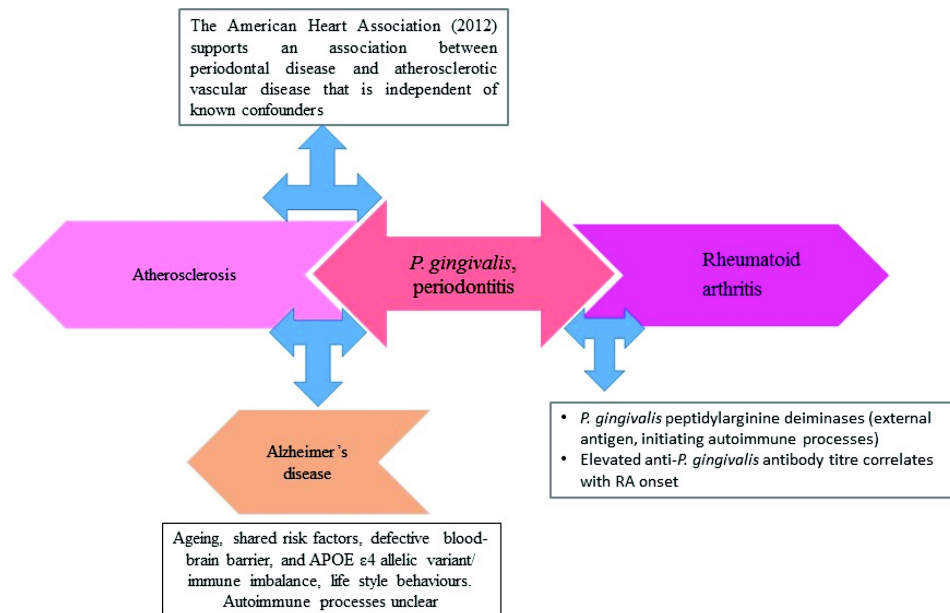 The American Heart Association (2012)
supports an association between
periodontal disease and atherosclerotic
vascular disease that is independent of
known confounders
Atherosclerosis
P. gingivalis,
periodontitis
Rheumatoid
arthritis
• P. gingivalis peptidylarginine deiminases (external
antigen, initiating autoimmune processes)
• Elevated anti-P. gingivalis antibody titre correlates
with RA onset
Alzheimer’s
disease
Ageing, shared risk factors, defective blood-
brain barrier, and APOE ε4 allelic variant/
immune imbalance, life style behaviours.
Autoimmune processes unclear